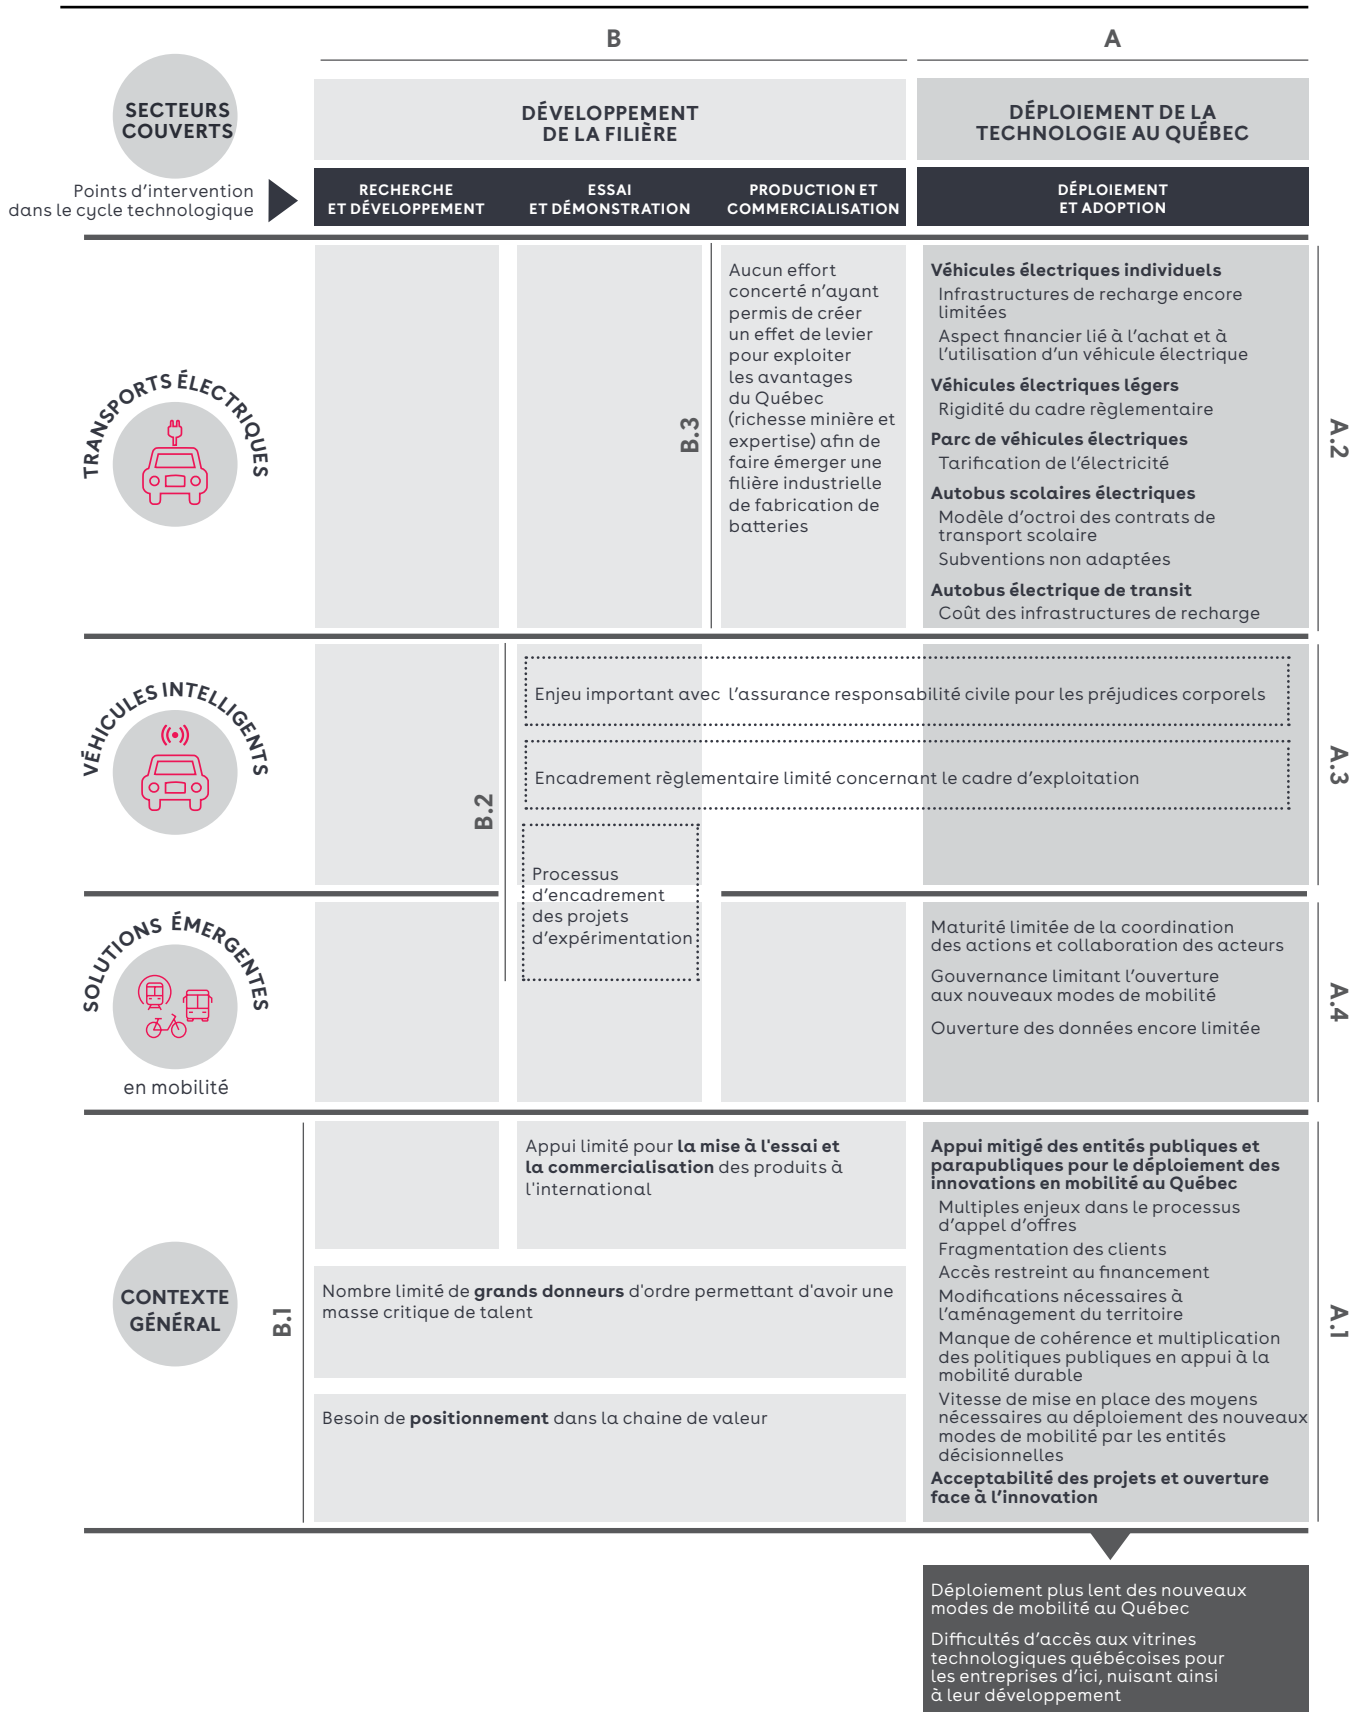 B
A
SECTEURS
COUVERTS
DÉVELOPPEMENT
DE LA FILIÈRE
DÉPLOIEMENT DE LA
TECHNOLOGIE AU QUÉBEC
Points d’intervention
dans le cycle technologique
RECHERCHE
ET DÉVELOPPEMENT
ESSAI
ET DÉMONSTRATION
PRODUCTION ET
COMMERCIALISATION
DÉPLOIEMENT
ET ADOPTION
TRANSPORTS ÉLECTRIQUES
B.3
Aucun effort
concerté n’ayant
permis de créer
un effet de levier
pour exploiter
les avantages
du Québec
(richesse minière et
expertise) afin de
faire émerger une
filière industrielle
de fabrication de
batteries
Véhicules électriques individuels
Infrastructures de recharge encore
limitées
Aspect financier lié à l’achat et à
l’utilisation d’un véhicule électrique
Véhicules électriques légers
Rigidité du cadre règlementaire
Parc de véhicules électriques
Tarification de l’électricité
Autobus scolaires électriques
Modèle d’octroi des contrats de
transport scolaire
Subventions non adaptées
Autobus électrique de transit
Coût des infrastructures de recharge
A.2
VÉHICULES INTELLIGENTS
B.2
Enjeu important avec l’assurance responsabilité civile pour les préjudices corporels
Encadrement règlementaire limité concernant le cadre d’exploitation
A.3
Processus
d’encadrement
des projets
d’expérimentation
SOLUTIONS ÉMERGENTES
en mobilité
Maturité limitée de la coordination
des actions et collaboration des acteurs
Gouvernance limitant l’ouverture
aux nouveaux modes de mobilité
Ouverture des données encore limitée
A.4
CONTEXTE
GÉNÉRAL
B.1
Appui limité pour la mise à l'essai et
la commercialisation des produits à
l'international
Nombre limité de grands donneurs d'ordre permettant d'avoir une
masse critique de talent
Besoin de positionnement dans la chaine de valeur
Appui mitigé des entités publiques et
parapubliques pour le déploiement des
innovations en mobilité au Québec
Multiples enjeux dans le processus
d’appel d’offres
Fragmentation des clients
Accès restreint au financement
Modifications nécessaires à
l’aménagement du territoire
Manque de cohérence et multiplication
des politiques publiques en appui à la
mobilité durable
Vitesse de mise en place des moyens
nécessaires au déploiement des nouveaux
modes de mobilité par les entités
décisionnelles
Acceptabilité des projets et ouverture
face à l’innovation
A.1
Déploiement plus lent des nouveaux
modes de mobilité au Québec
Difficultés d’accès aux vitrines
technologiques québécoises pour
les entreprises d’ici, nuisant ainsi
à leur développement